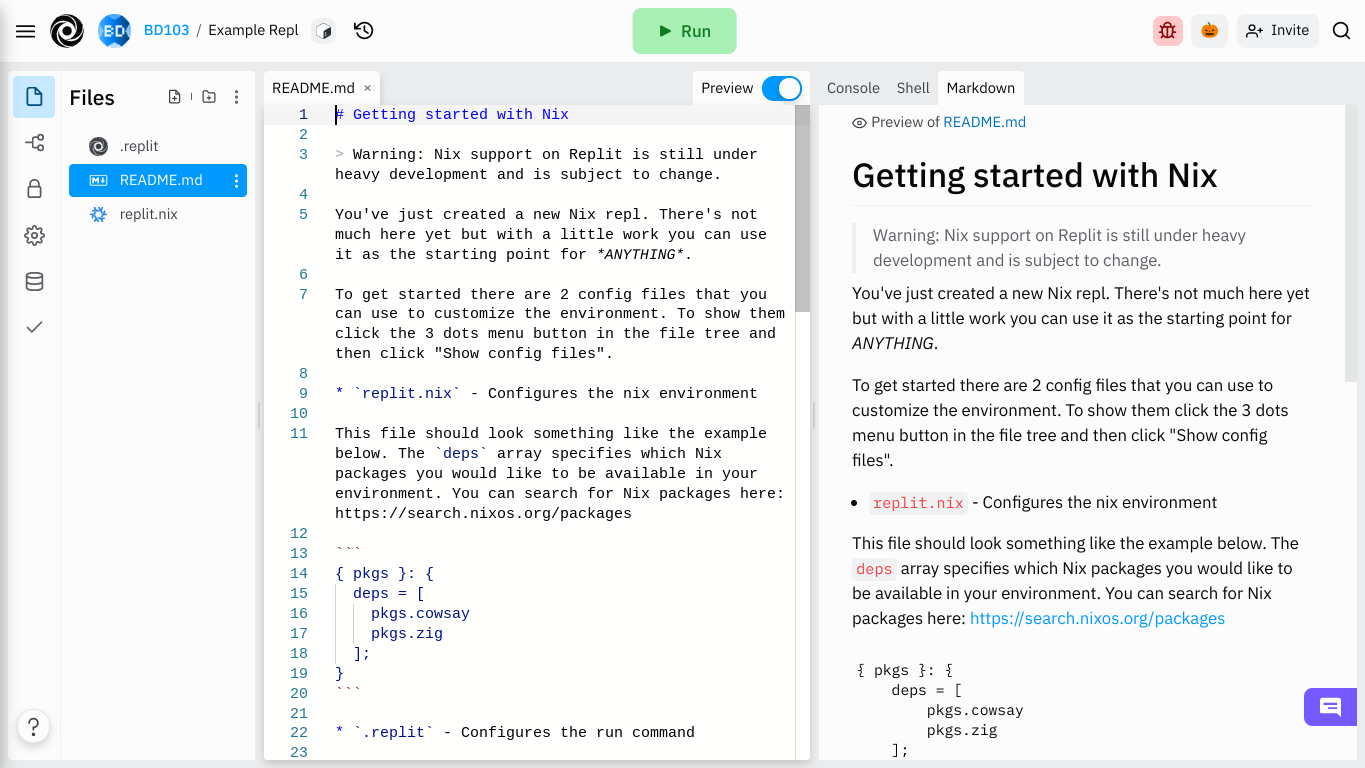 BD BD103 / Example Repl
Run
Invite
Files
.replit
README.md
replit.nix
?
README.md ×
Preview
1 # Getting started with Nix
2
3 > Warning: Nix support on Replit is still under
heavy development and is subject to change.
4
5 You've just created a new Nix repl. There's not
much here yet but with a little work you can use
it as the starting point for *ANYTHING*.
6
7 To get started there are 2 config files that you
can use to customize the environment. To show them
click the 3 dots menu button in the file tree and
then click "Show config files".
8
9 * `replit.nix` - Configures the nix environment
10
11 This file should look something like the example
below. The `deps` array specifies which Nix
packages you would like to be available in your
environment. You can search for Nix packages here:
https://search.nixos.org/packages
12
13 ```
14 { pkgs }: {
15 deps = [
16 pkgs.cowsay
17 pkgs.zig
18 ];
19 }
20 ```
21
22 * `.replit` - Configures the run command
23
Console Shell Markdown
Preview of README.md
Getting started with Nix
Warning: Nix support on Replit is still under heavy
development and is subject to change.
You've just created a new Nix repl. There's not much here yet
but with a little work you can use it as the starting point for
ANYTHING.
To get started there are 2 config files that you can use to
customize the environment. To show them click the 3 dots
menu button in the file tree and then click "Show config
files".
• replit.nix - Configures the nix environment
This file should look something like the example below. The
deps array specifies which Nix packages you would like to
be available in your environment. You can search for Nix
packages here: https://search.nixos.org/packages
{ pkgs }: {
deps = [
pkgs.cowsay
pkgs.zig
];